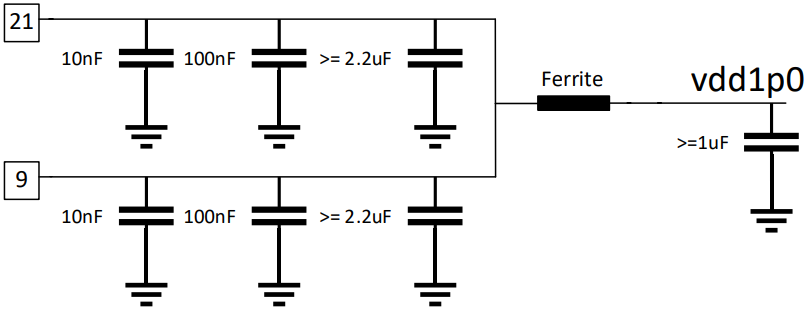 21
10nF 100nF >= 2.2uF
Ferrite
vdd1p0
>=1uF
9
10nF 100nF >= 2.2uF